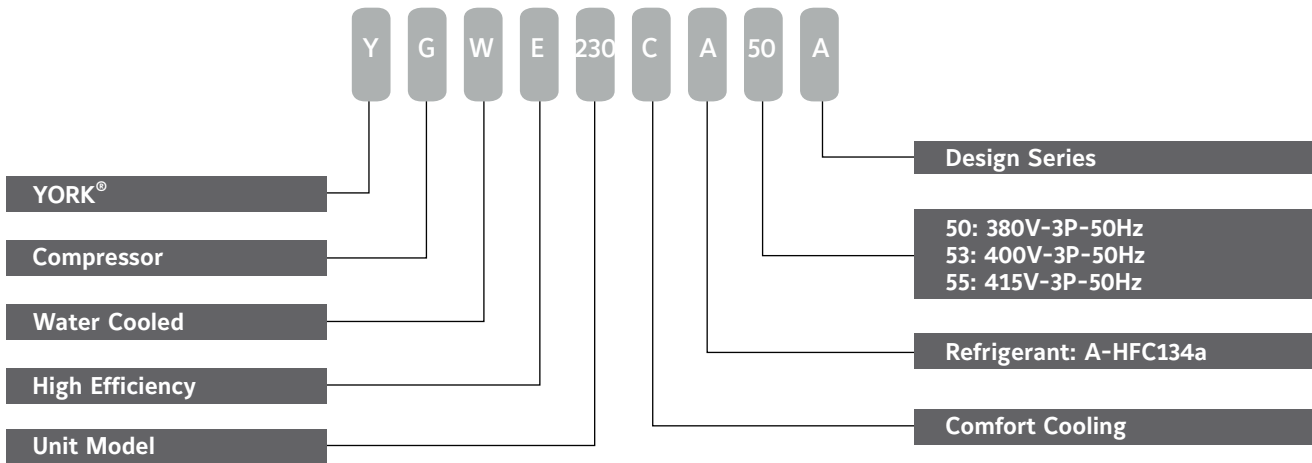 Y G W E 230 C A 50 A
YORK®
Compressor
Water Cooled
High Efficiency
Unit Model
Design Series
50: 380V-3P-50Hz
53: 400V-3P-50Hz
55: 415V-3P-50Hz
Refrigerant: A-HFC134a
Comfort Cooling